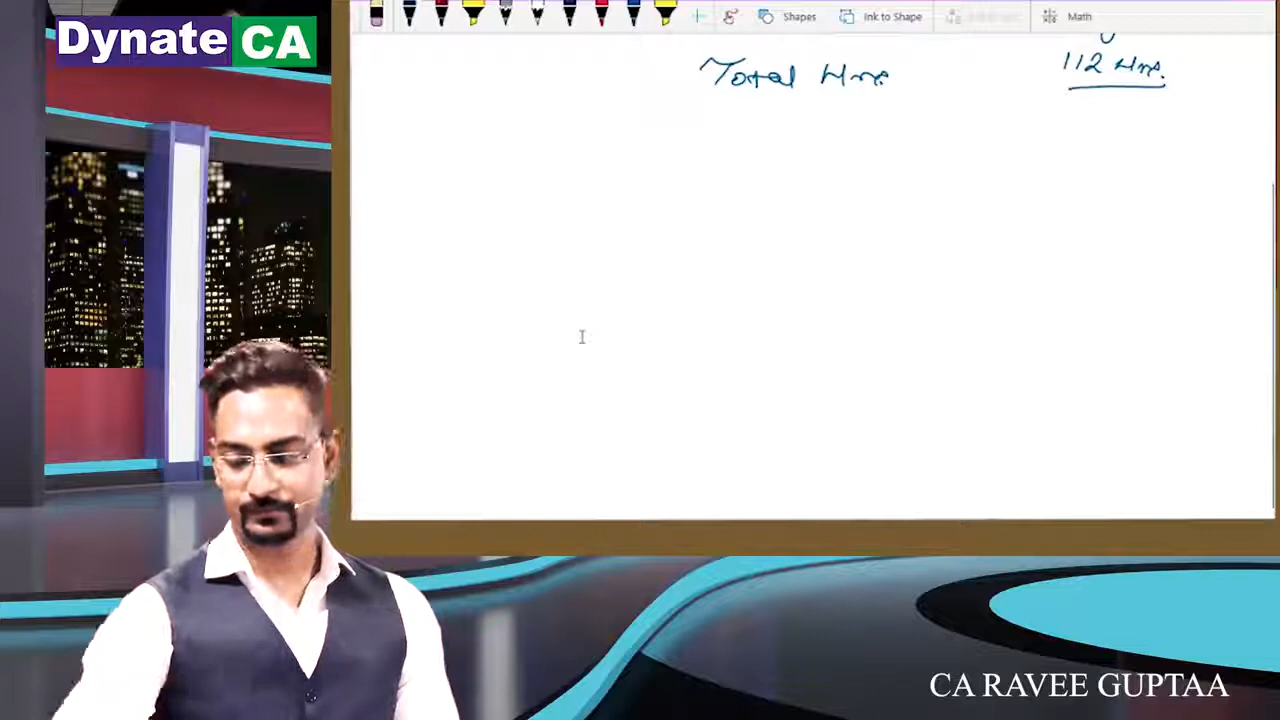 Dynate CA
Shapes
Ink to Shape
Math
Total Hrs.
112 Hrs.
CA RAVEE GUPTAA